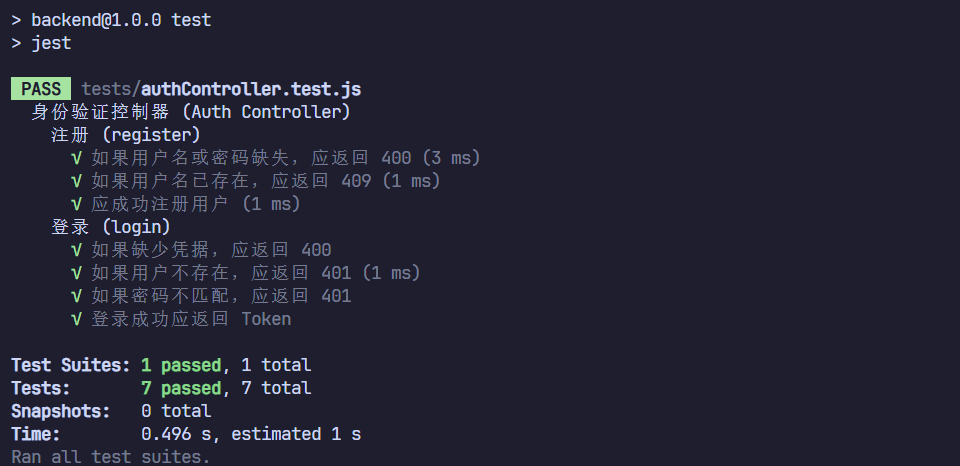 > backend@1.0.0 test
> jest
PASS tests/authController.test.js
身份验证控制器 (Auth Controller)
注册 (register)
√ 如果用户名或密码缺失，应返回 400 (3 ms)
√ 如果用户名已存在，应返回 409 (1 ms)
√ 应成功注册用户 (1 ms)
登录 (login)
√ 如果缺少凭据，应返回 400
√ 如果用户不存在，应返回 401 (1 ms)
√ 如果密码不匹配，应返回 401
√ 登录成功应返回 Token
Test Suites: 1 passed, 1 total
Tests: 7 passed, 7 total
Snapshots: 0 total
Time: 0.496 s, estimated 1 s
Ran all test suites.